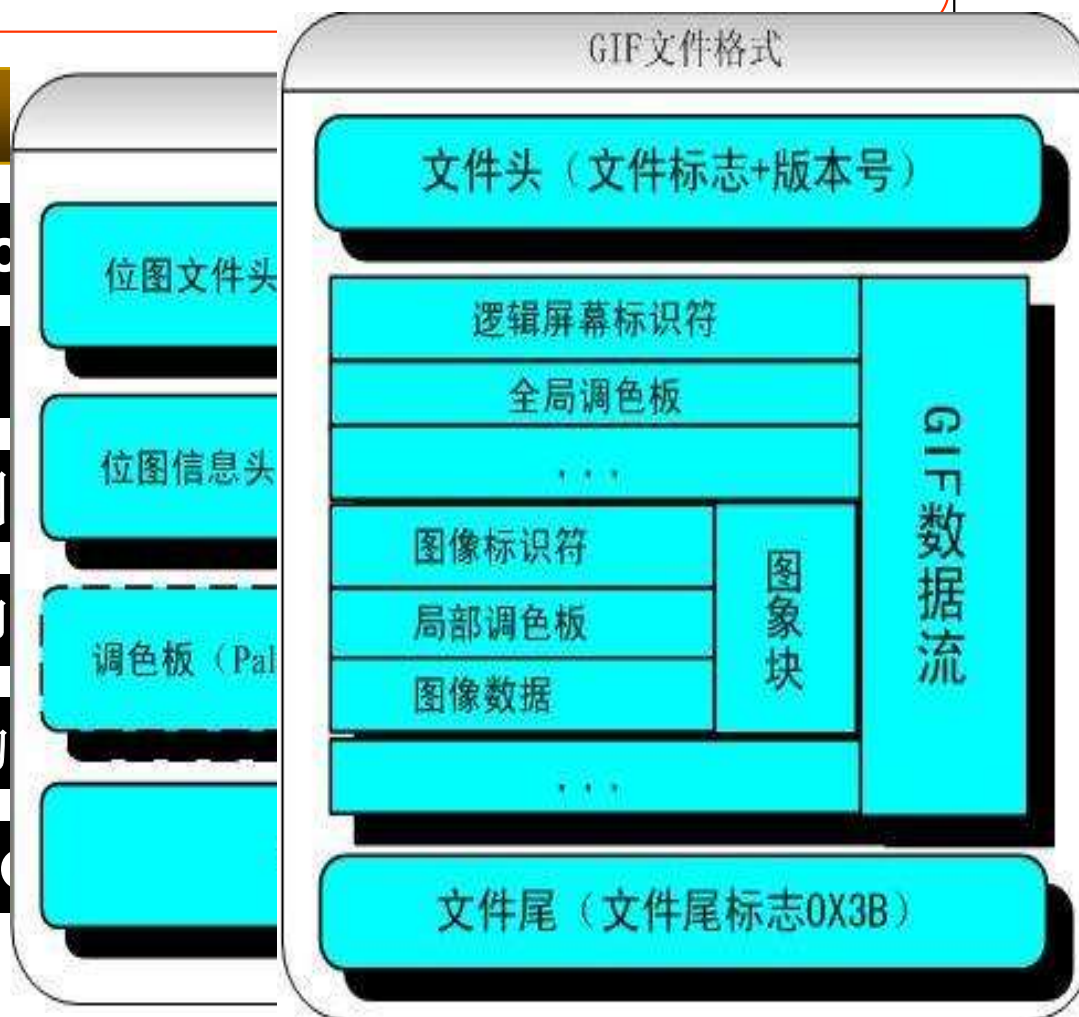 GIF文件格式
文件头（文件标志+版本号）
逻辑屏幕标识符
全局调色板
...
图像标识符
局部调色板
图像数据
图象块
...
GIF数据流
文件尾（文件尾标志0X3B）
位图文件头
位图信息头
调色板（Pal